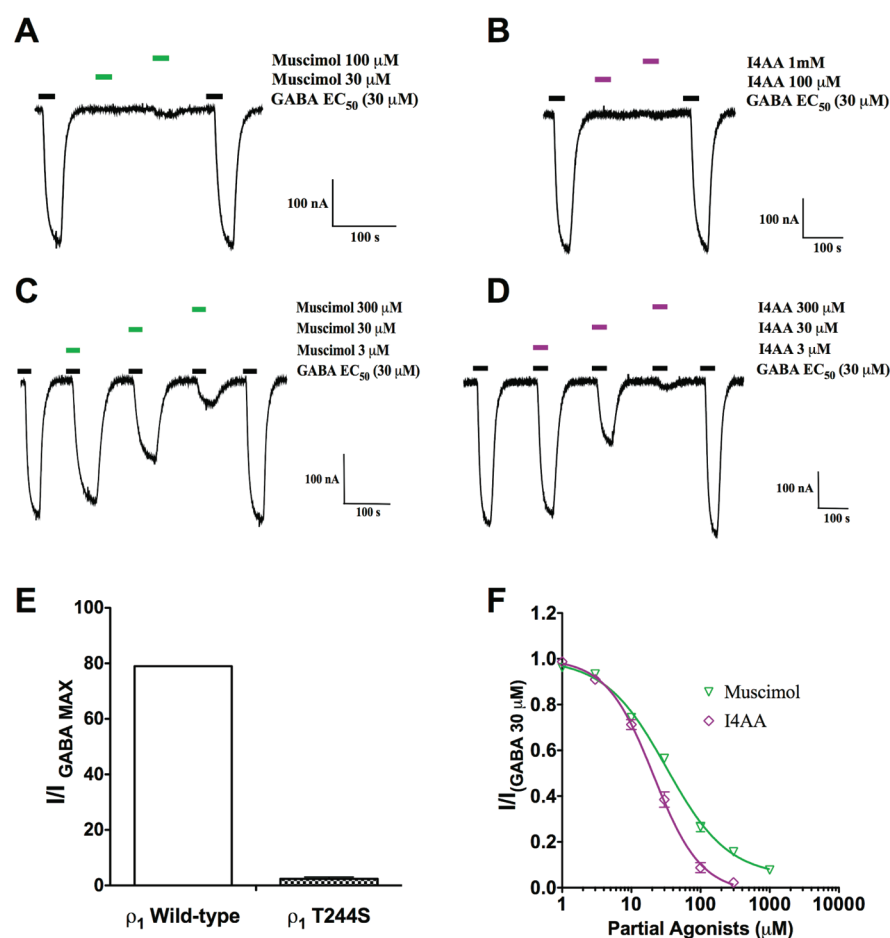 A
Muscimol 100 μM
Muscimol 30 μM
GABA EC50 (30 μM)
100 nA
100 s
B
I4AA 1mM
I4AA 100 μM
GABA EC50 (30 μM)
100 nA
100 s
C
Muscimol 300 μM
Muscimol 30 μM
Muscimol 3 μM
GABA EC50 (30 μM)
100 nA
100 s
D
I4AA 300 μM
I4AA 30 μM
I4AA 3 μM
GABA EC50 (30 μM)
100 nA
100 s
E
I/I GABA MAX
100
80
60
40
20
0
ρ1 Wild-type
ρ1 T244S
F
I/I(GABA 30 μM)
1.2
1.0
0.8
0.6
0.4
0.2
0.0
Muscimol
I4AA
1
10
100
1000
10000
Partial Agonists (μM)